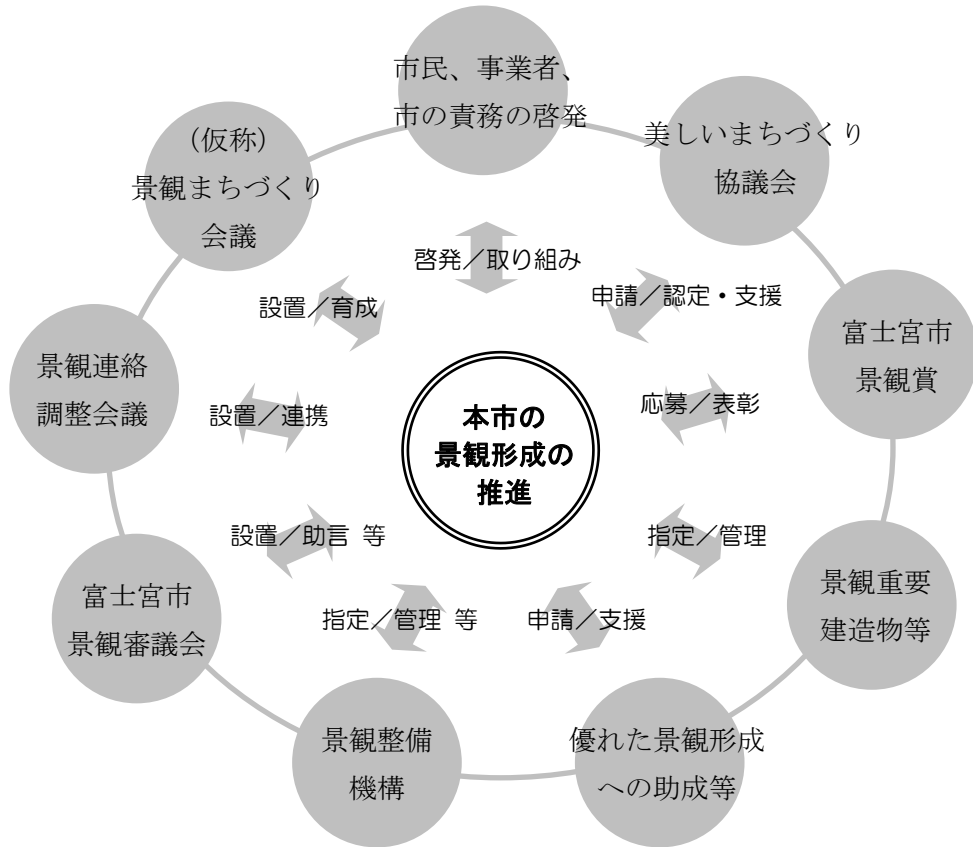 市民、事業者、
市の責務の啓発
美しいまちづくり
協議会
富士宮市
景観賞
景観重要
建造物等
優れた景観形成
への助成等
景観整備
機構
富士宮市
景観審議会
景観連絡
調整会議
（仮称）
景観まちづくり
会議
啓発／取り組み
申請／認定・支援
応募／表彰
指定／管理
申請／支援
指定／管理 等
設置／助言 等
設置／連携
設置／育成
本市の
景観形成の
推進